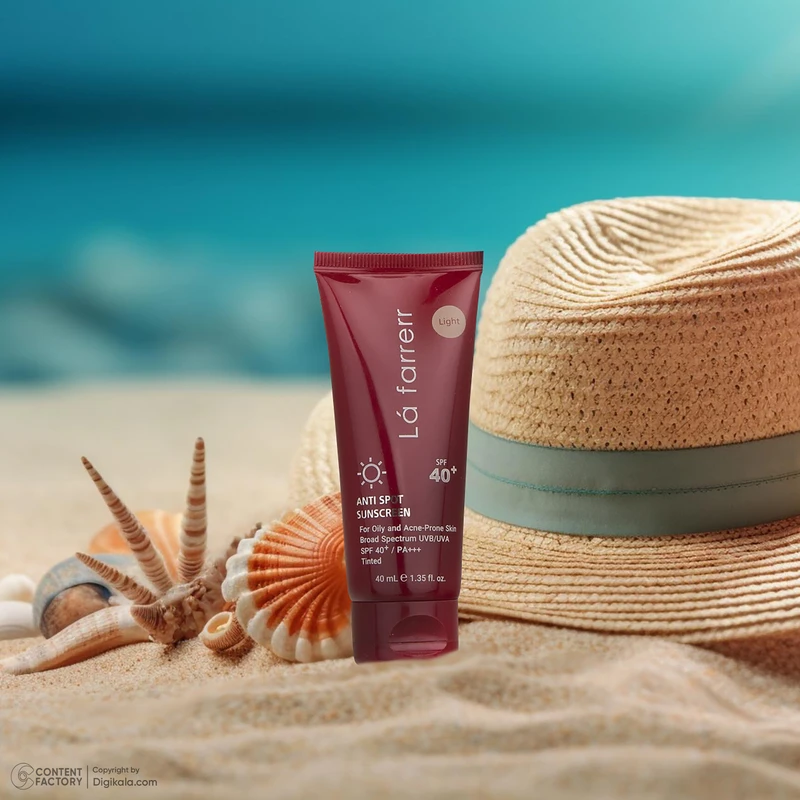 Light
Lá farrerr
SPF
40+
ANTI SPOT
SUNSCREEN
For Oily and Acne-Prone Skin
Broad Spectrum UVB/UVA
SPF 40+ / PA+++
Tinted
40 ml. e 1.35 fl. oz.
CONTENT
FACTORY
Copyright by
Digikala.com